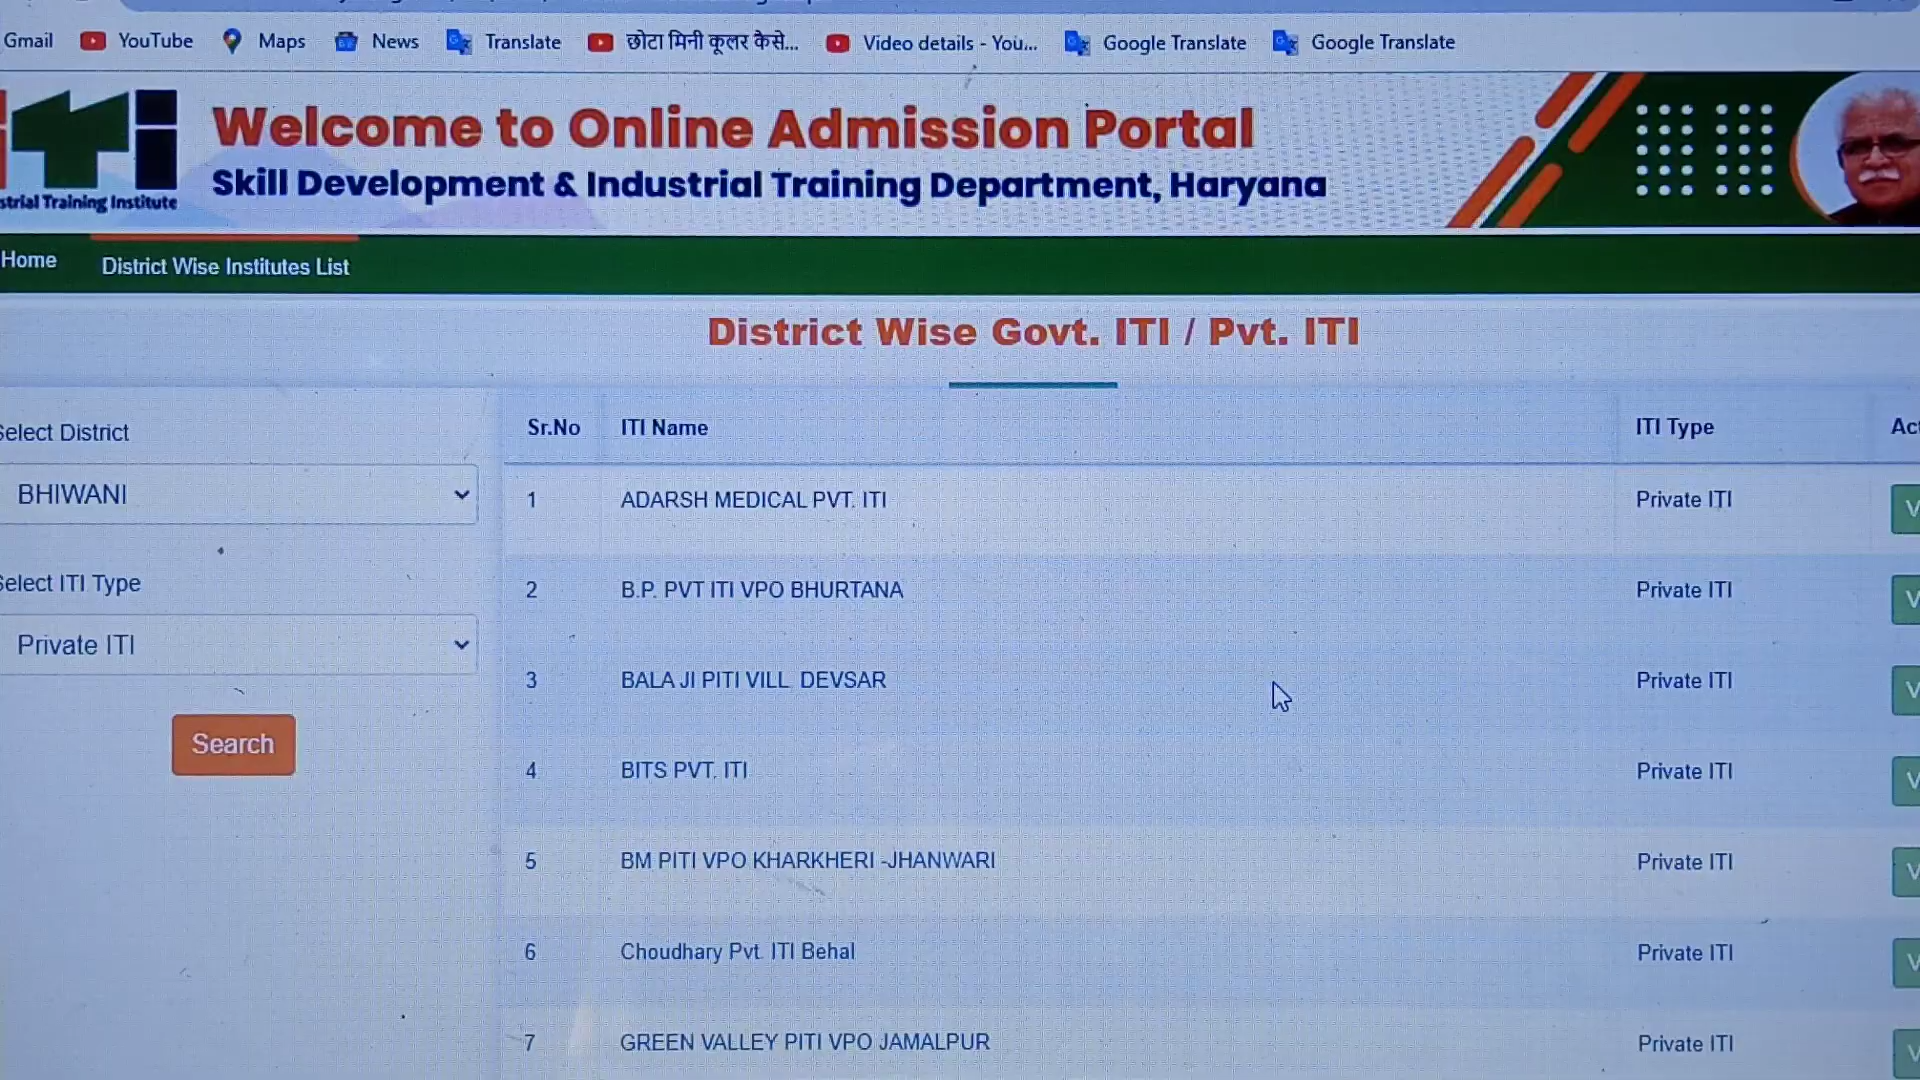 Gmail YouTube Maps News Translate छोटा मिनी कूलर कैसे... Video details - You... Google Translate Google Translate
Welcome to Online Admission Portal
Skill Development & Industrial Training Department, Haryana
strial Training Institute
Home District Wise Institutes List
District Wise Govt. ITI / Pvt. ITI
Select District
BHIWANI
Select ITI Type
Private ITI
Search
Sr.No ITI Name ITI Type
1 ADARSH MEDICAL PVT. ITI Private ITI
2 B.P. PVT ITI VPO BHURTANA Private ITI
3 BALA JI PITI VILL DEVSAR Private ITI
4 BITS PVT. ITI Private ITI
5 BM PITI VPO KHARKHERI -JHANWARI Private ITI
6 Choudhary Pvt. ITI Behal Private ITI
7 GREEN VALLEY PITI VPO JAMALPUR Private ITI